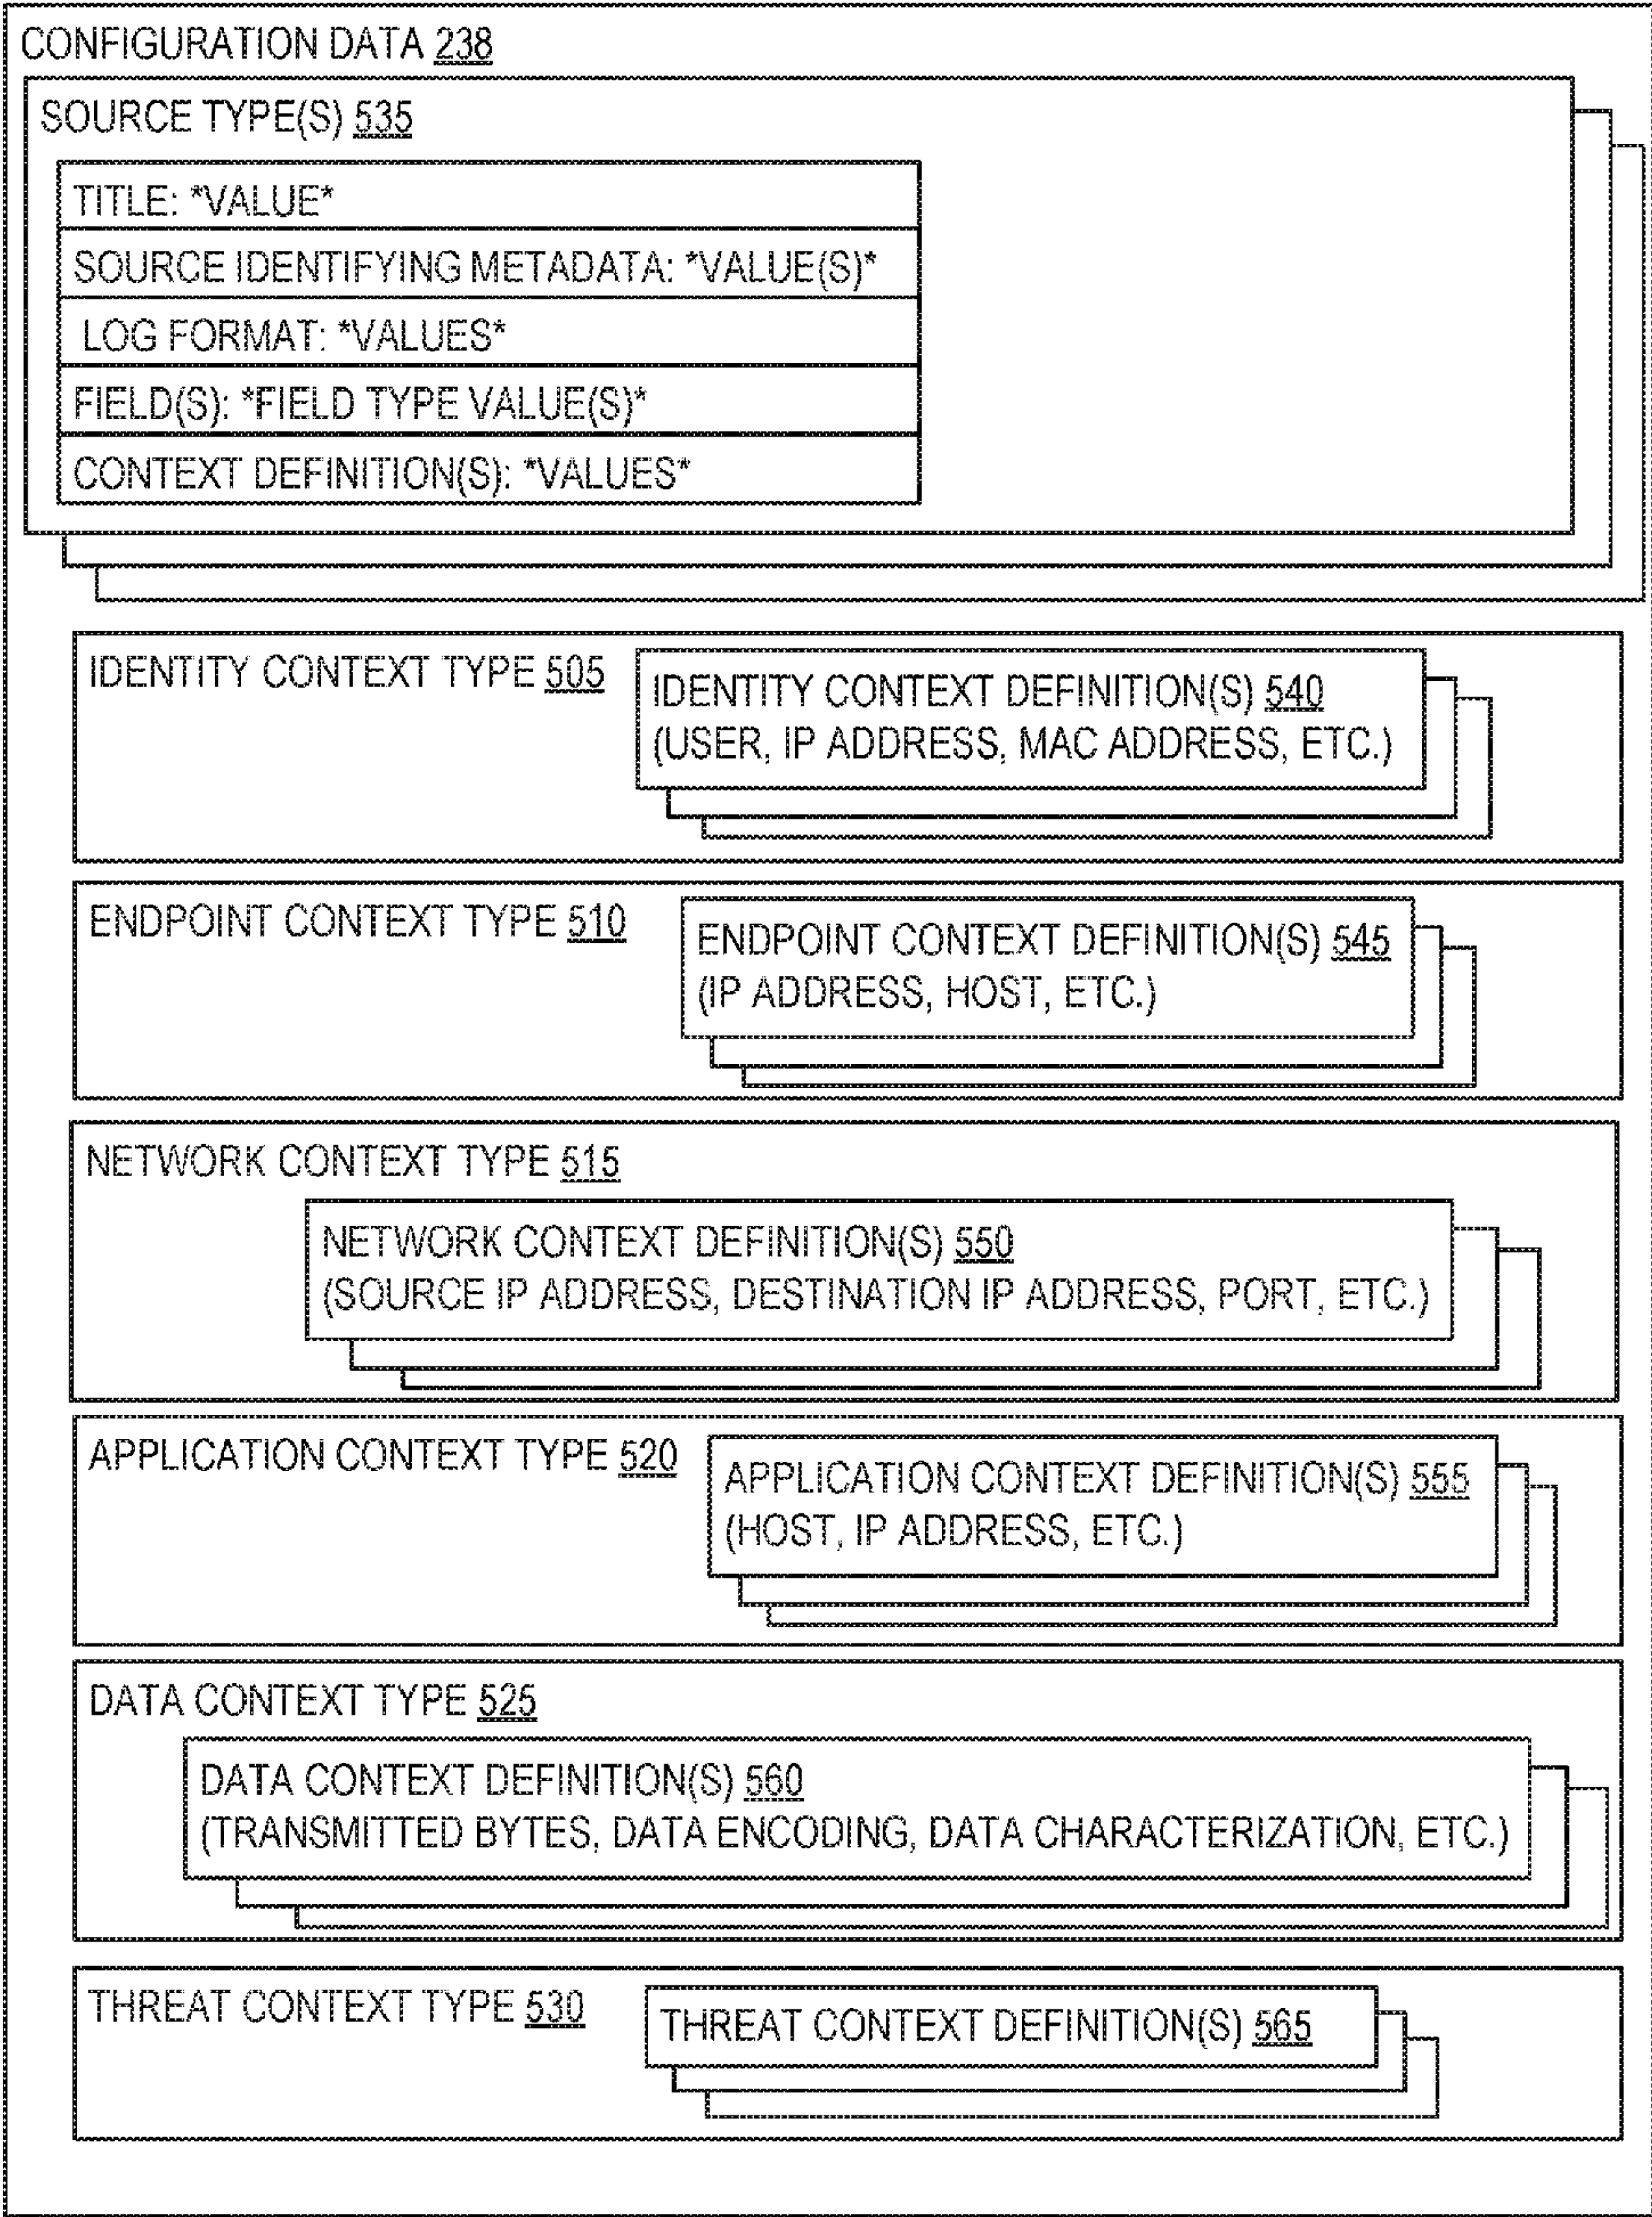 CONFIGURATION DATA 238
SOURCE TYPE(S) 535
TITLE: *VALUE*
SOURCE IDENTIFYING METADATA: *VALUE(S)*
LOG FORMAT: *VALUES*
FIELD(S): *FIELD TYPE VALUE(S)*
CONTEXT DEFINITION(S): *VALUES*
IDENTITY CONTEXT TYPE 505
IDENTITY CONTEXT DEFINITION(S) 540
(USER, IP ADDRESS, MAC ADDRESS, ETC.)
ENDPOINT CONTEXT TYPE 510
ENDPOINT CONTEXT DEFINITION(S) 545
(IP ADDRESS, HOST, ETC.)
NETWORK CONTEXT TYPE 515
NETWORK CONTEXT DEFINITION(S) 550
(SOURCE IP ADDRESS, DESTINATION IP ADDRESS, PORT, ETC.)
APPLICATION CONTEXT TYPE 520
APPLICATION CONTEXT DEFINITION(S) 555
(HOST, IP ADDRESS, ETC.)
DATA CONTEXT TYPE 525
DATA CONTEXT DEFINITION(S) 560
(TRANSMITTED BYTES, DATA ENCODING, DATA CHARACTERIZATION, ETC.)
THREAT CONTEXT TYPE 530
THREAT CONTEXT DEFINITION(S) 565